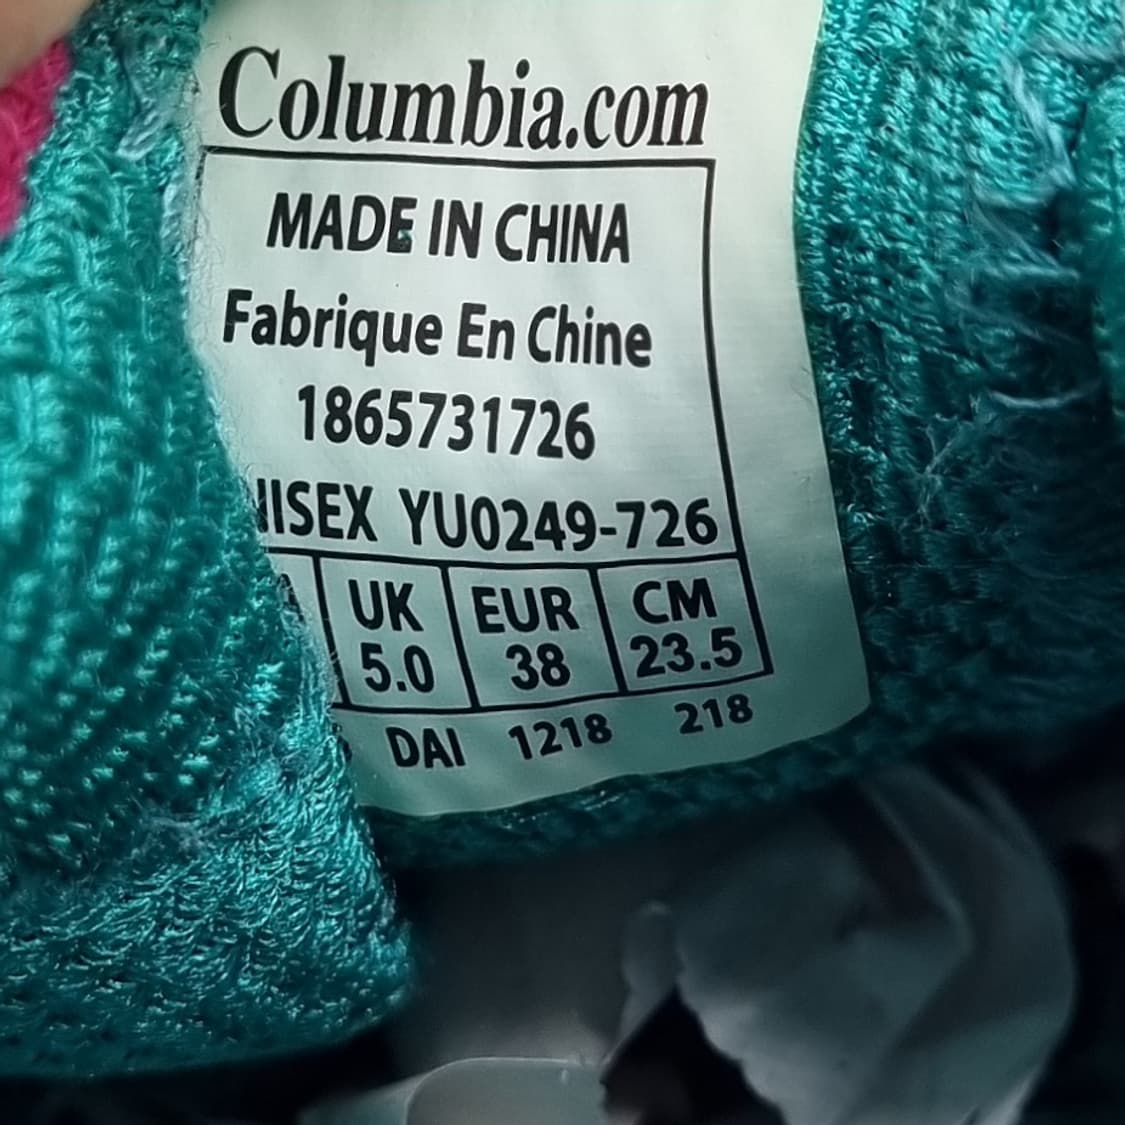 Columbia.com
MADE IN CHINA
Fabrique En Chine
1865731726
YU0249-726
UK EUR CM
5.0 38 23.5
DAI 1218 218